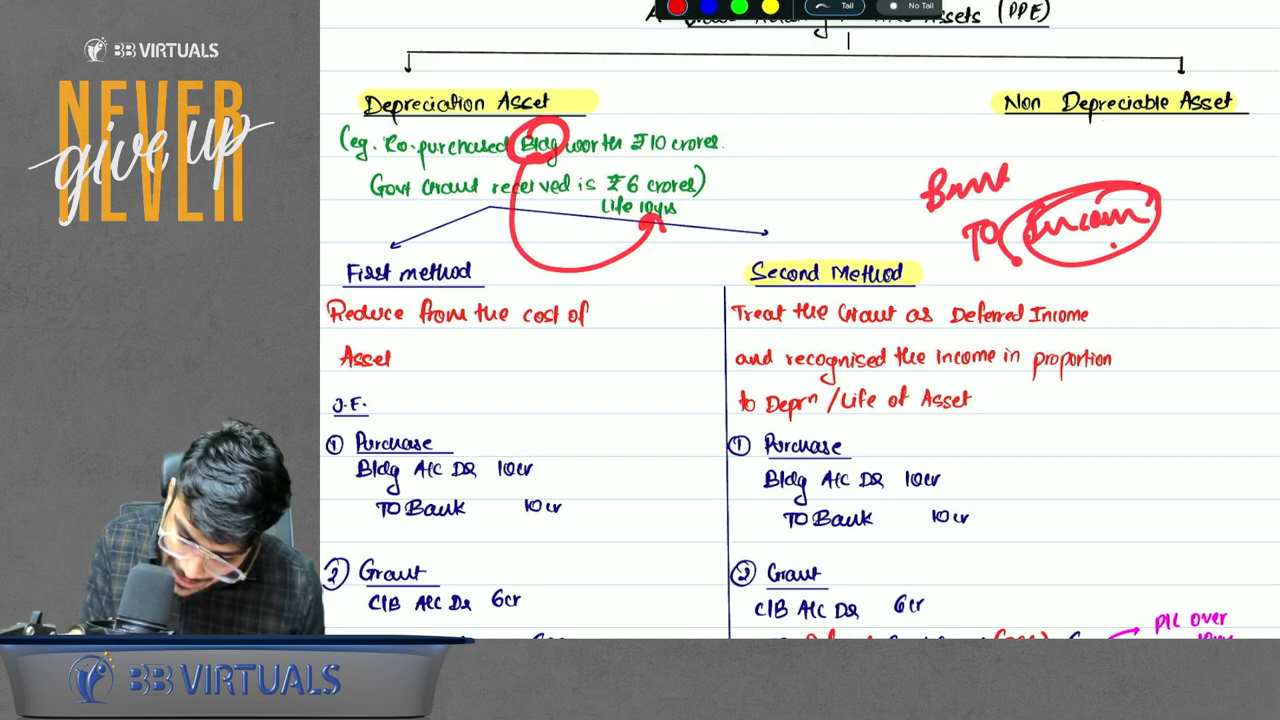 BB VIRTUALS
NEVER
give up
NEVER
Tail
No Tail
Assets (PPE)
Depreciation Asset
Non Depreciable Asset
(eg. Co. purchased Bldg worth ₹10 crores.
Govt Grant received is ₹6 crores)
Life 10yrs
Bank
TO Income
First method
Second Method
Reduce from the cost of
Asset
Treat the Grant as Deferred Income
and recognised the income in proportion
to Deprn / Life of Asset
J.E.
① Purchase
Bldg A/C DR 10cr
TO Bank 10cr
① Purchase
Bldg A/C DR 10cr
TO Bank 10cr
② Grant
C/B A/C DR 6cr
② Grant
C/B A/C DR 6cr
P/L over
BB VIRTUALS